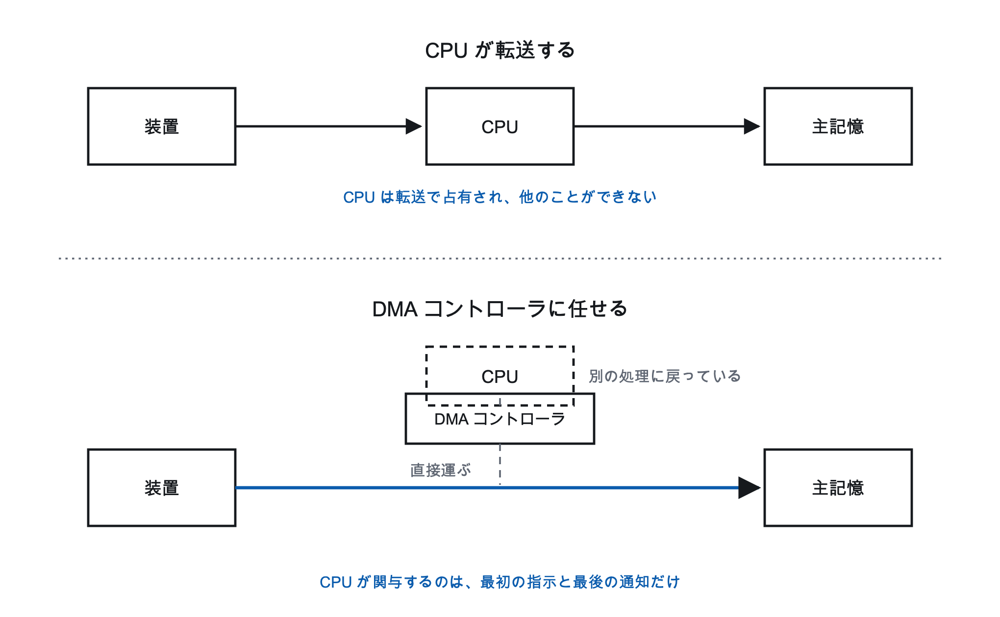 CPU が転送する
装置
CPU
主記憶
CPU は転送で占有され、他のことができない
DMA コントローラに任せる
CPU
別の処理に戻っている
DMA コントローラ
直接運ぶ
装置
主記憶
CPU が関与するのは、最初の指示と最後の通知だけ